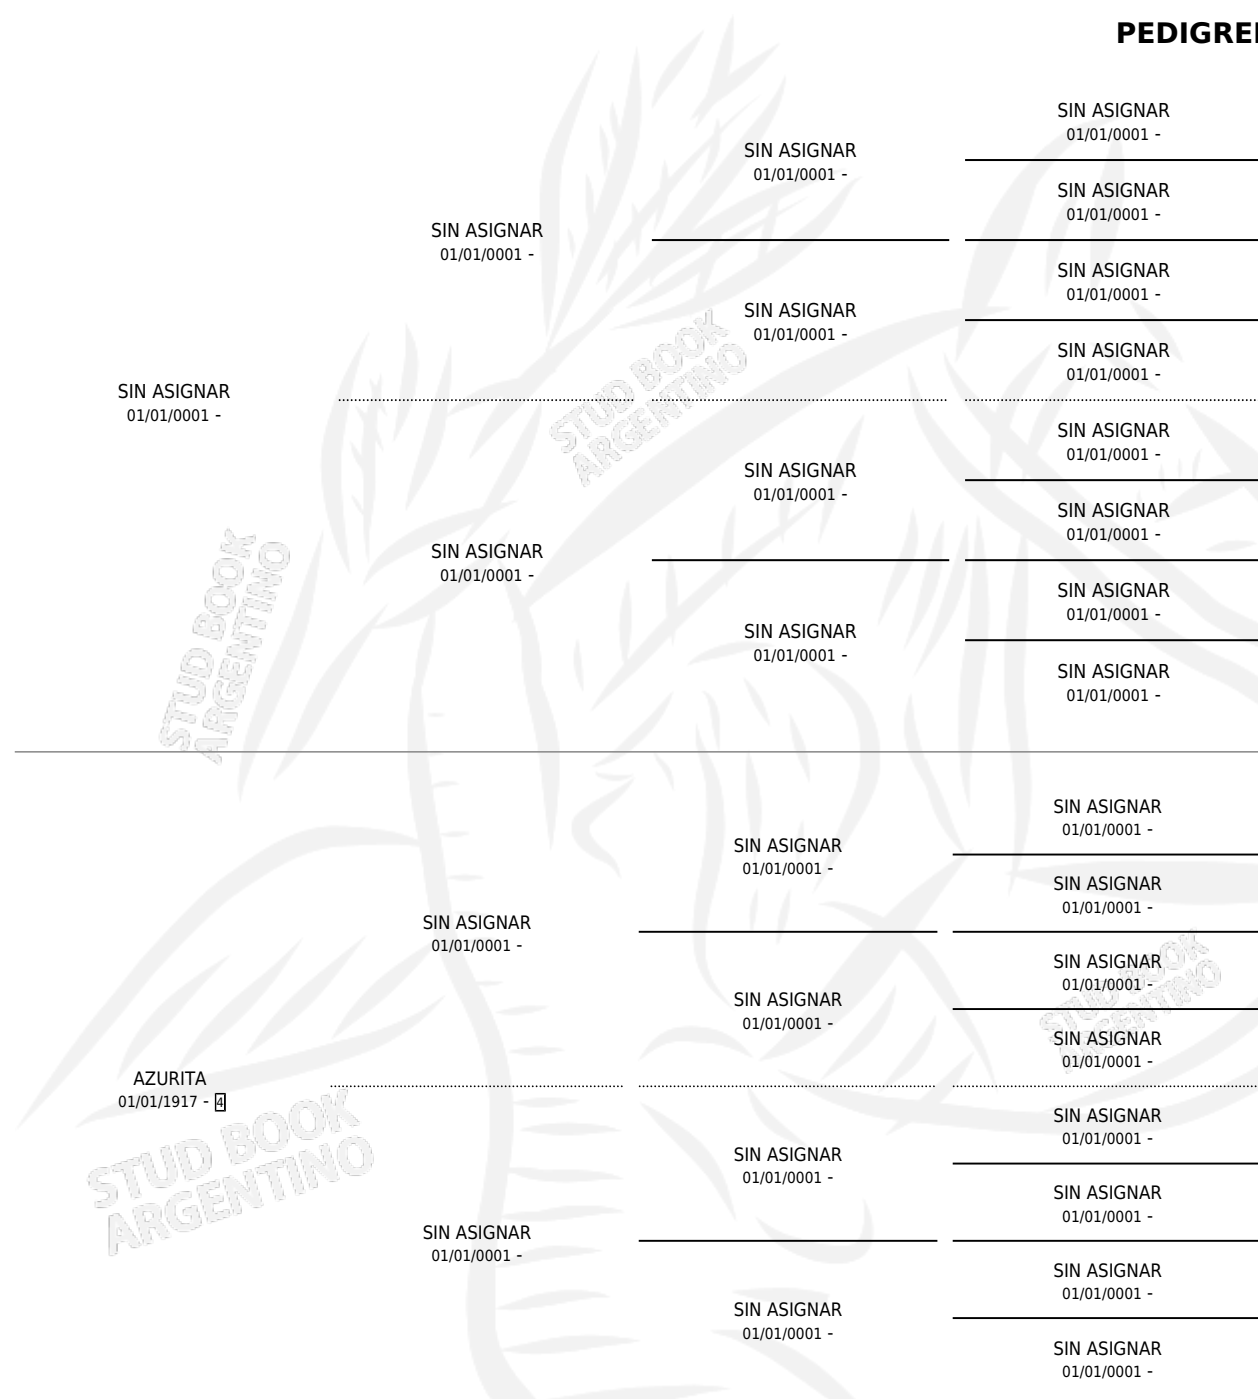 PEDIGREE
SIN ASIGNAR
01/01/0001 -
SIN ASIGNAR
01/01/0001 -
SIN ASIGNAR
01/01/0001 -
SIN ASIGNAR
01/01/0001 -
SIN ASIGNAR
01/01/0001 -
SIN ASIGNAR
01/01/0001 -
SIN ASIGNAR
01/01/0001 -
SIN ASIGNAR
01/01/0001 -
SIN ASIGNAR
01/01/0001 -
SIN ASIGNAR
01/01/0001 -
SIN ASIGNAR
01/01/0001 -
SIN ASIGNAR
01/01/0001 -
SIN ASIGNAR
01/01/0001 -
SIN ASIGNAR
01/01/0001 -
SIN ASIGNAR
01/01/0001 -
STUD BOOK
ARGENTINO
STUD BOOK
ARGENTINO
SIN ASIGNAR
01/01/0001 -
SIN ASIGNAR
01/01/0001 -
SIN ASIGNAR
01/01/0001 -
SIN ASIGNAR
01/01/0001 -
SIN ASIGNAR
01/01/0001 -
SIN ASIGNAR
01/01/0001 -
SIN ASIGNAR
01/01/0001 -
AZURITA
01/01/1917 - 4
SIN ASIGNAR
01/01/0001 -
SIN ASIGNAR
01/01/0001 -
SIN ASIGNAR
01/01/0001 -
SIN ASIGNAR
01/01/0001 -
SIN ASIGNAR
01/01/0001 -
SIN ASIGNAR
01/01/0001 -
SIN ASIGNAR
01/01/0001 -
STUD BOOK
ARGENTINO
STUD BOOK
ARGENTINO